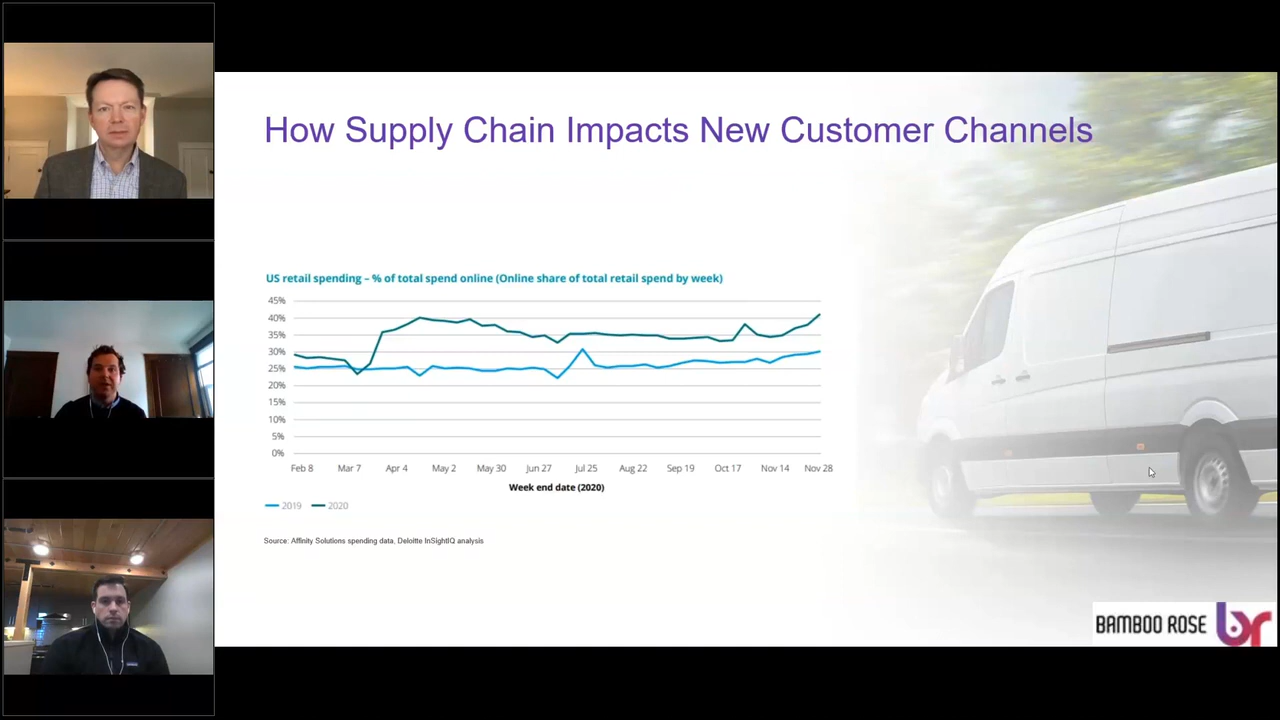 How Supply Chain Impacts New Customer Channels
US retail spending – % of total spend online (Online share of total retail spend by week)
45%
40%
35%
30%
25%
20%
15%
10%
5%
0%
Feb 8 Mar 7 Apr 4 May 2 May 30 Jun 27 Jul 25 Aug 22 Sep 19 Oct 17 Nov 14 Nov 28
Week end date (2020)
2019 2020
Source: Affinity Solutions spending data, Deloitte InSightIQ analysis
BAMBOO ROSE br